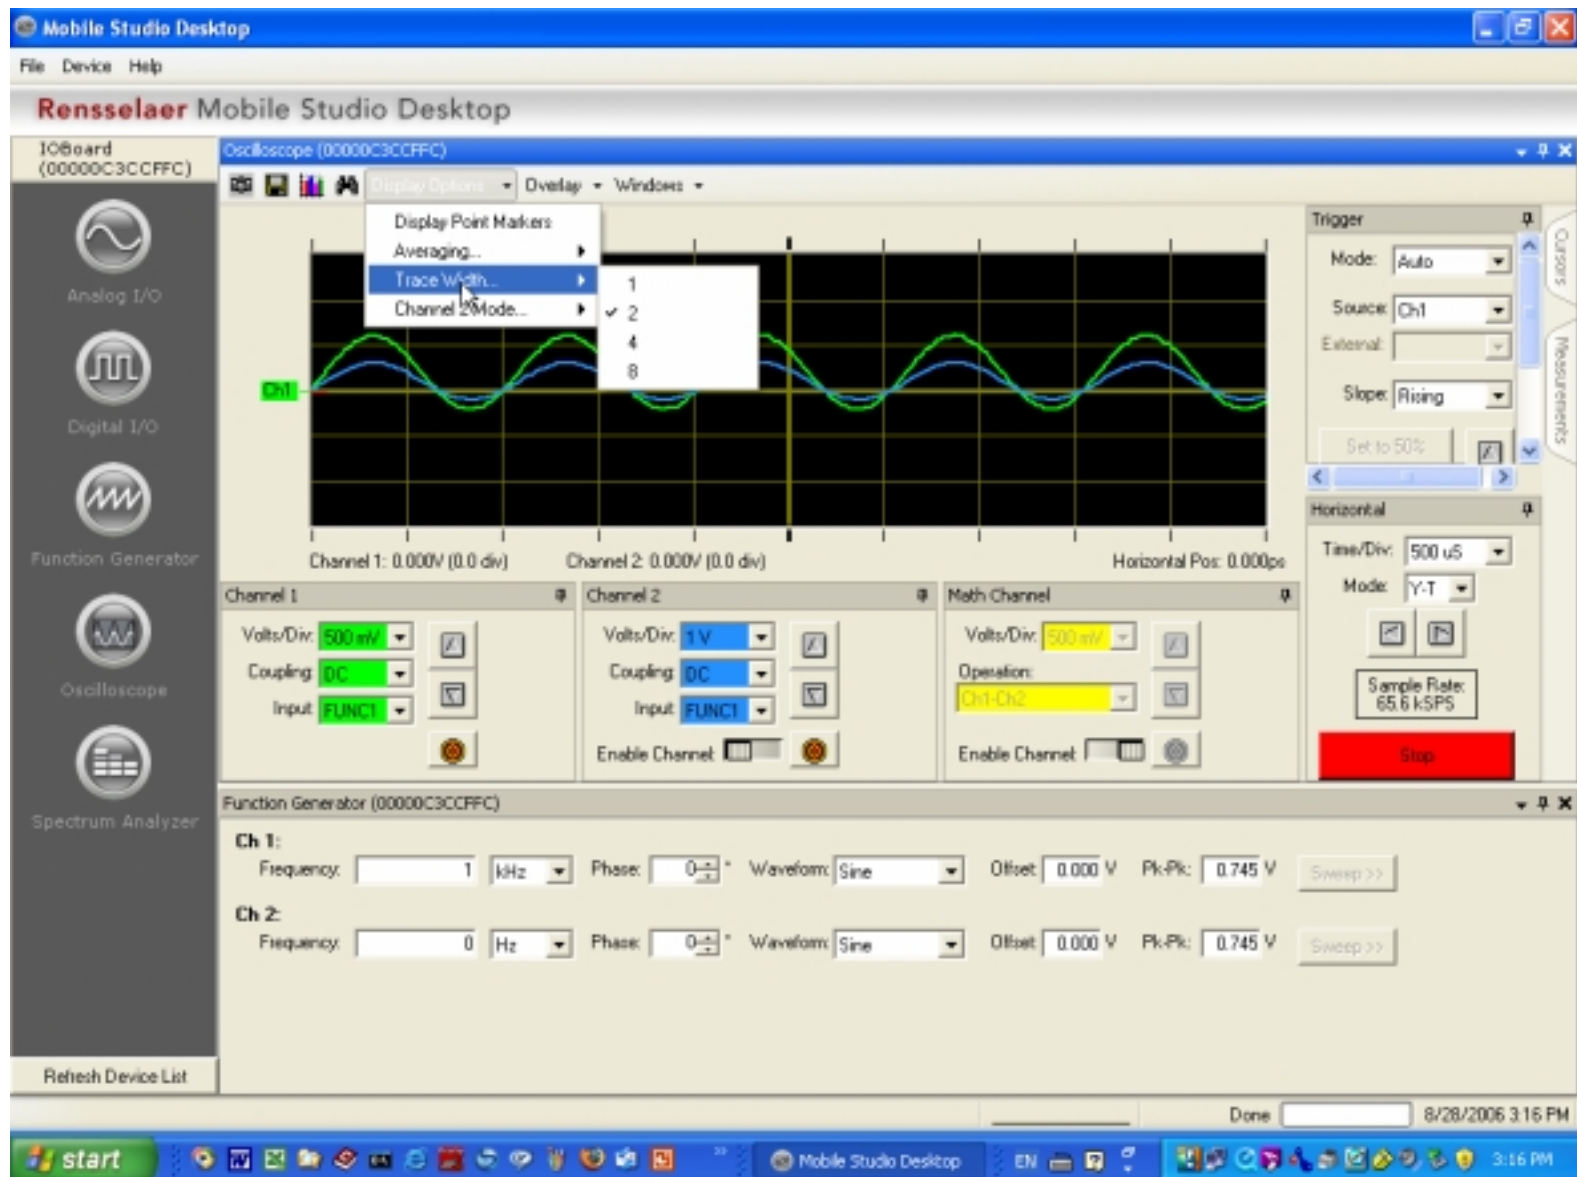 Mobile Studio Desktop
File Device Help
Rensselaer Mobile Studio Desktop
IOBoard
(00000C3CCFFC)
Analog I/O
Digital I/O
Function Generator
Oscilloscope
Spectrum Analyzer
Refresh Device List
Oscilloscope (00000C3CCFFC)
Display Options Overlay Windows
Display Point Markers
Averaging...
Trace Width...
Channel 2 Mode...
1
2
4
8
Ch1
Channel 1: 0.000V (0.0 div) Channel 2: 0.000V (0.0 div) Horizontal Pos: 0.000ps
Trigger
Mode: Auto
Source: Ch1
External:
Slope: Rising
Set to 50%
Cursors
Measurements
Horizontal
Time/Div: 500 uS
Mode: Y-T
Sample Rate:
65.6 kSPS
Stop
Channel 1
Volts/Div: 500 mV
Coupling: DC
Input: FUNC1
Channel 2
Volts/Div: 1 V
Coupling: DC
Input: FUNC1
Enable Channel:
Math Channel
Volts/Div: 500 mV
Operation:
Ch1-Ch2
Enable Channel:
Function Generator (00000C3CCFFC)
Ch 1:
Frequency: 1 kHz Phase: 0 ° Waveform: Sine Offset: 0.000 V Pk-Pk: 0.745 V Sweep >>
Ch 2:
Frequency: 0 Hz Phase: 0 ° Waveform: Sine Offset: 0.000 V Pk-Pk: 0.745 V Sweep >>
Done 8/28/2006 3:16 PM
start Mobile Studio Desktop EN 3:16 PM